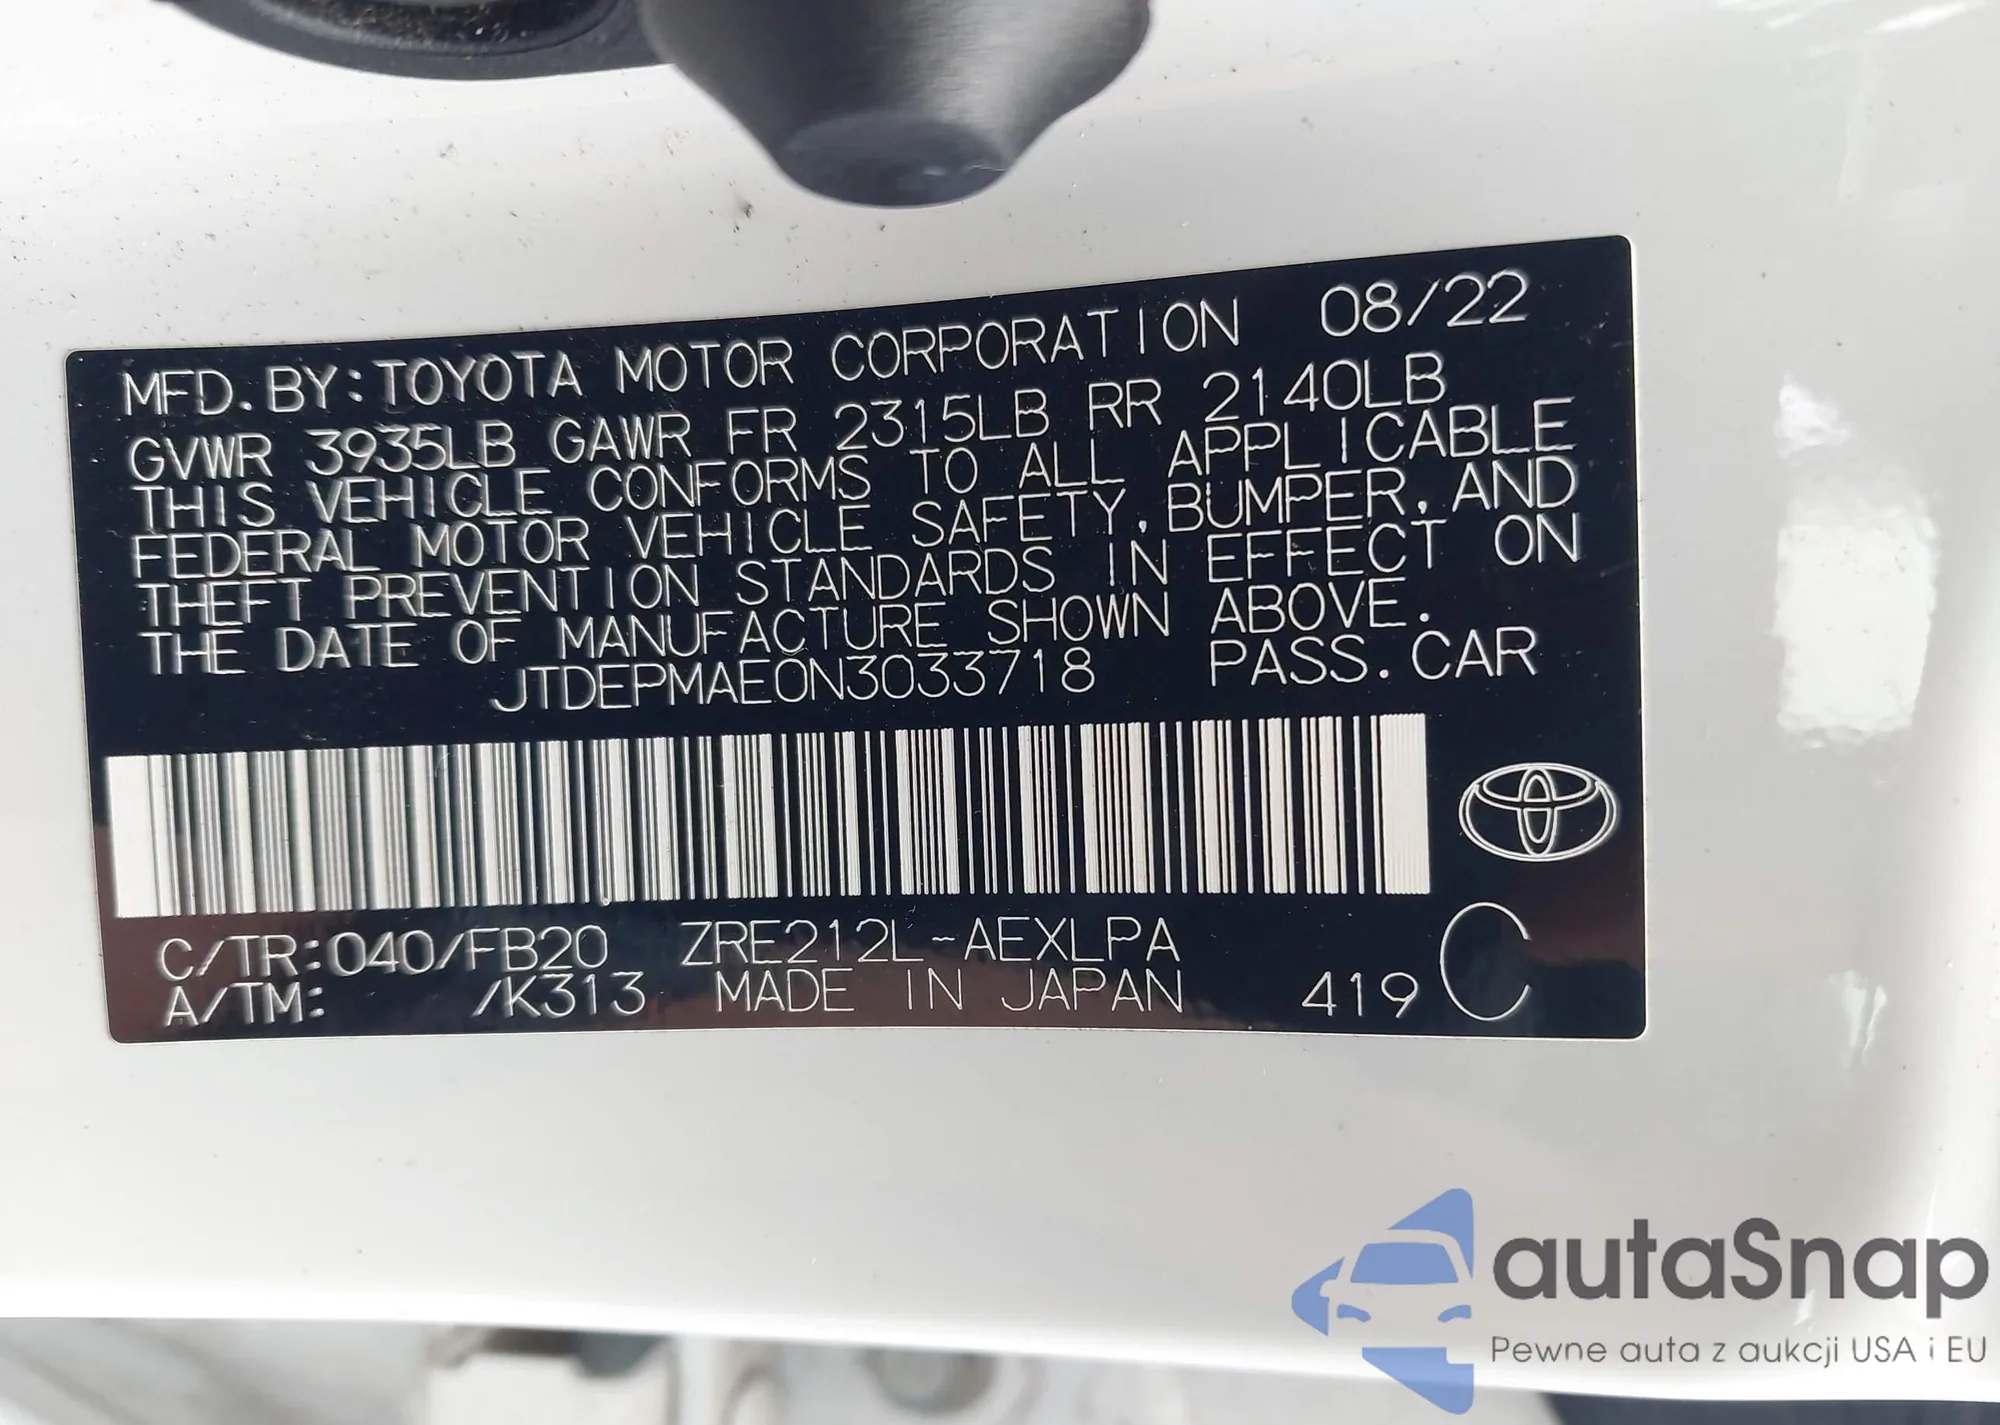 MFD. BY: TOYOTA MOTOR CORPORATION 08/22
GVWR 3935LB GAWR FR 2315LB RR 2140LB
THIS VEHICLE CONFORMS TO ALL APPLICABLE
FEDERAL MOTOR VEHICLE SAFETY, BUMPER, AND
THEFT PREVENTION STANDARDS IN EFFECT ON
THE DATE OF MANUFACTURE SHOWN ABOVE.
JTDEPMAE0N3033718 PASS. CAR
C/TR: 040/FB20 ZRE212L-AEXLPA
A/TM: /K313 MADE IN JAPAN 419 C
autaSnap
Pewne auta z aukcji USA i EU